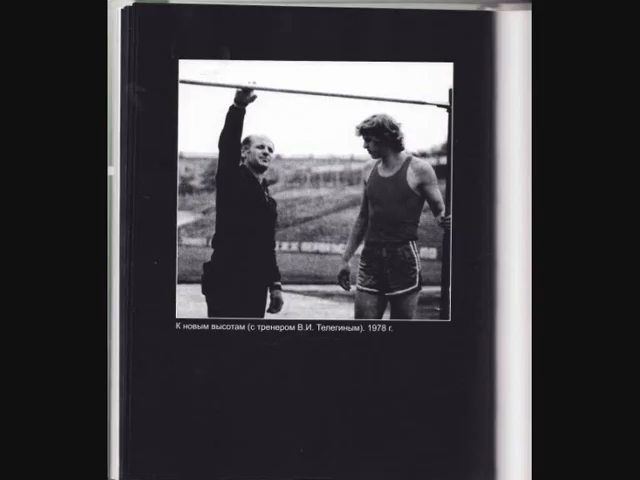 К новым высотам (с тренером В.И. Телегиным). 1978 г.